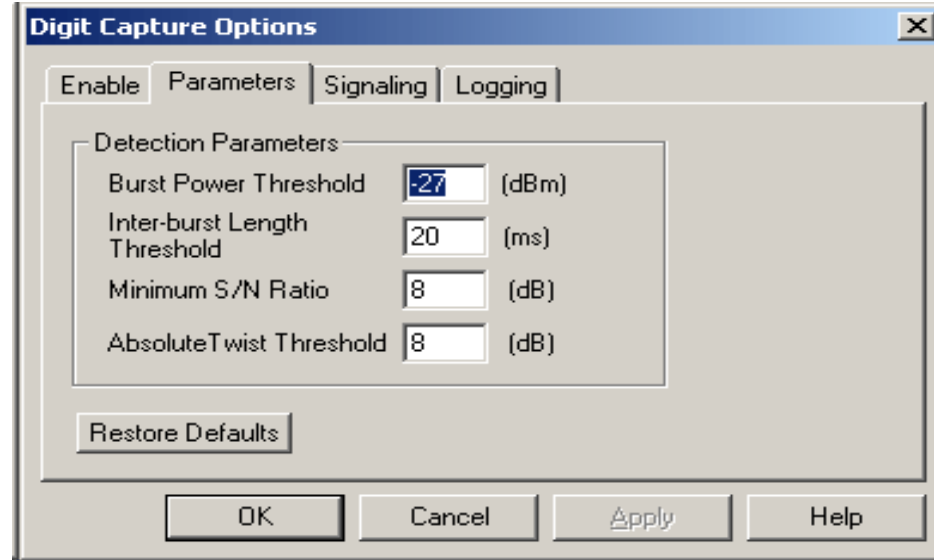 Digit Capture Options
Enable Parameters Signaling Logging
Detection Parameters
Burst Power Threshold -27 (dBm)
Inter-burst Length
Threshold 20 (ms)
Minimum S/N Ratio 8 (dB)
AbsoluteTwist Threshold 8 (dB)
Restore Defaults
OK Cancel Apply Help